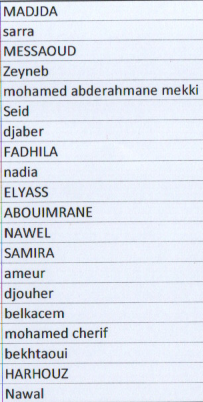 MADJDA
sarra
MESSAOUD
Zeyneb
mohamed abderahmane mekki
Seid
djaber
FADHILA
nadia
ELYASS
ABOUIMRANE
NAWEL
SAMIRA
ameur
djouher
belkacem
mohamed cherif
bekhtaoui
HARHOUZ
Nawal